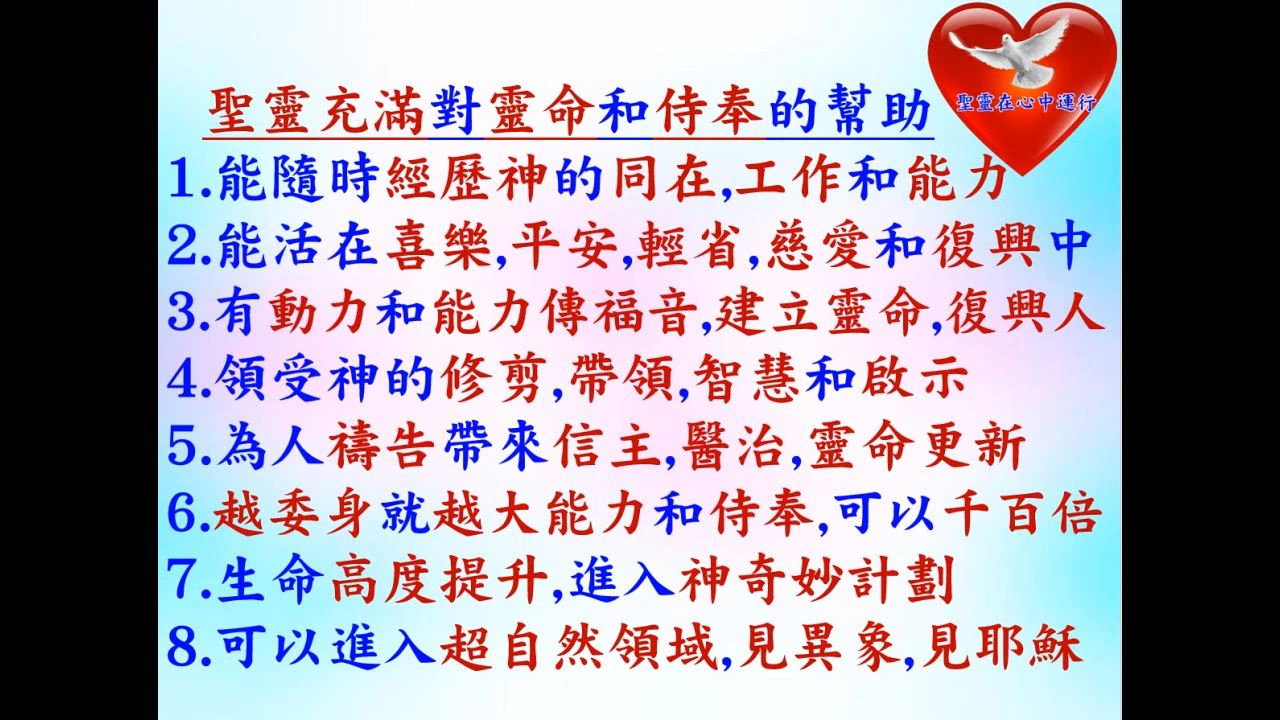 聖靈充滿對靈命和侍奉的幫助
聖靈在心中運行
1.能隨時經歷神的同在,工作和能力
2.能活在喜樂,平安,輕省,慈愛和復興中
3.有動力和能力傳福音,建立靈命,復興人
4.領受神的修剪,帶領,智慧和啟示
5.為人禱告帶來信主,醫治,靈命更新
6.越委身就越大能力和侍奉,可以千百倍
7.生命高度提升,進入神奇妙計劃
8.可以進入超自然領域,見異象,見耶穌